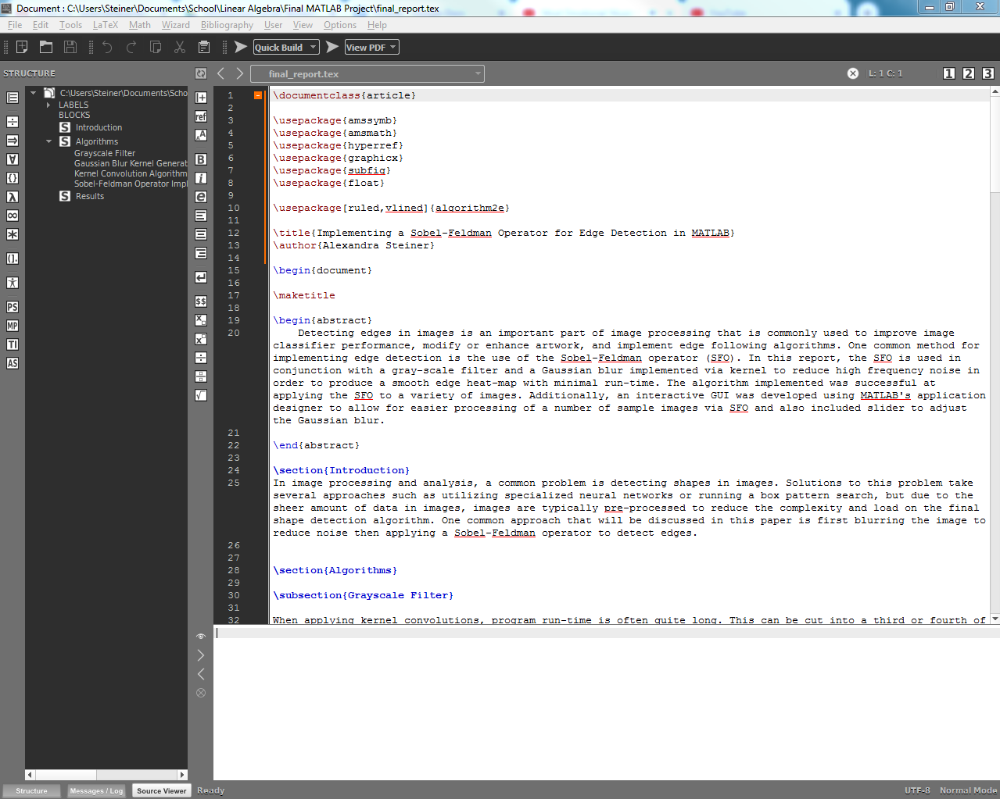 Document : C:\Users\Steiner\Documents\School\Linear Algebra\Final MATLAB Project\final_report.tex
File Edit Tools LaTeX Math Wizard Bibliography User View Options Help
Quick Build View PDF
STRUCTURE
final_report.tex
L: 1 C: 1
1 2 3
C:\Users\Steiner\Documents\Scho
LABELS
BLOCKS
S Introduction
S Algorithms
Grayscale Filter
Gaussian Blur Kernel Generat
Kernel Convolution Algorithm
Sobel-Feldman Operator Impl
S Results
ref
B
i
e
$$
PS
MP
TI
AS
1 \documentclass{article}
2
3 \usepackage{amssymb}
4 \usepackage{amsmath}
5 \usepackage{hyperref}
6 \usepackage{graphicx}
7 \usepackage{subfig}
8 \usepackage{float}
9
10 \usepackage[ruled,vlined]{algorithm2e}
11
12 \title{Implementing a Sobel-Feldman Operator for Edge Detection in MATLAB}
13 \author{Alexandra Steiner}
14
15 \begin{document}
16
17 \maketitle
18
19 \begin{abstract}
20 Detecting edges in images is an important part of image processing that is commonly used to improve image
classifier performance, modify or enhance artwork, and implement edge following algorithms. One common method for
implementing edge detection is the use of the Sobel-Feldman operator (SFO). In this report, the SFO is used in
conjunction with a gray-scale filter and a Gaussian blur implemented via kernel to reduce high frequency noise in
order to produce a smooth edge heat-map with minimal run-time. The algorithm implemented was successful at
applying the SFO to a variety of images. Additionally, an interactive GUI was developed using MATLAB's application
designer to allow for easier processing of a number of sample images via SFO and also included slider to adjust
the Gaussian blur.
21
22 \end{abstract}
23
24 \section{Introduction}
25 In image processing and analysis, a common problem is detecting shapes in images. Solutions to this problem take
several approaches such as utilizing specialized neural networks or running a box pattern search, but due to the
sheer amount of data in images, images are typically pre-processed to reduce the complexity and load on the final
shape detection algorithm. One common approach that will be discussed in this paper is first blurring the image to
reduce noise then applying a Sobel-Feldman operator to detect edges.
26
27
28 \section{Algorithms}
29
30 \subsection{Grayscale Filter}
31
32 When applying kernel convolutions, program run-time is often quite long. This can be cut into a third or fourth of
Structure Messages / Log Source Viewer Ready
UTF-8 Normal Mode